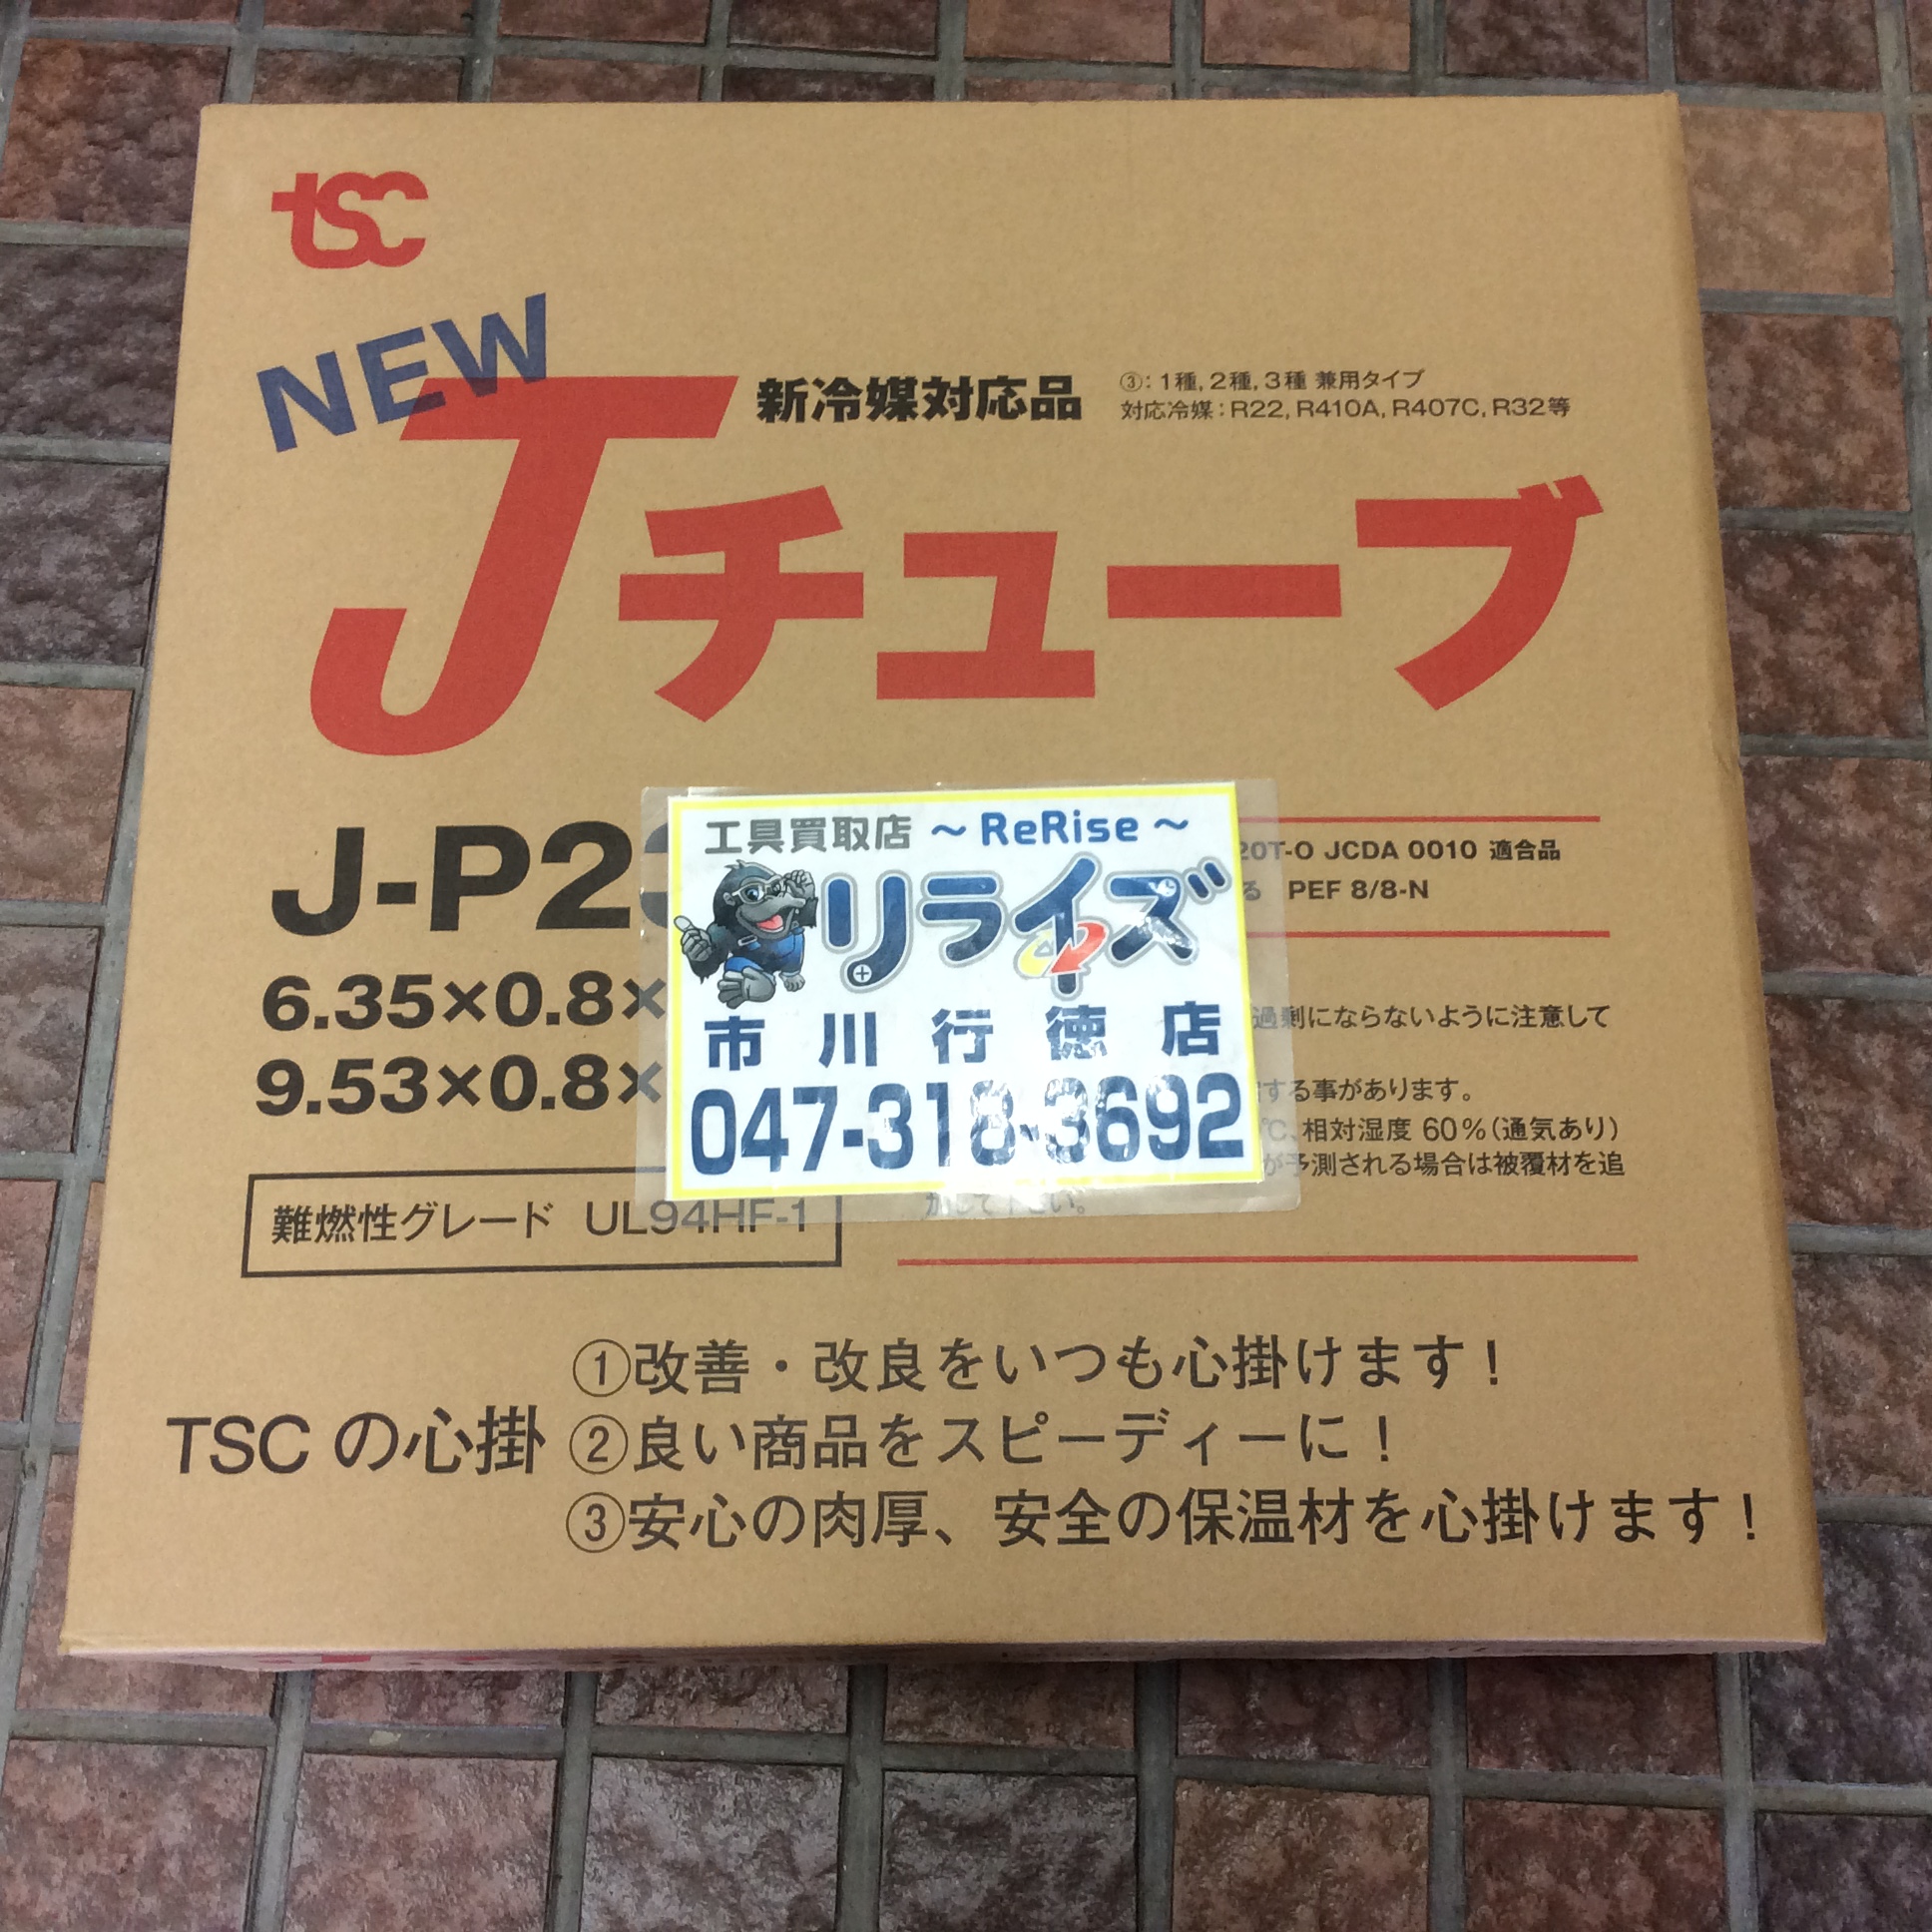 tsc
NEW
新冷媒対応品
③: 1種, 2種, 3種 兼用タイプ
対応冷媒：R22, R410A, R407C, R32等
Jチューブ
J-P23
20T-O JCDA 0010 適合品
る PEF 8/8-N
6.35×0.8×
9.53×0.8×
過剰にならないように注意して
する事があります。
℃、相対湿度 60％（通気あり）
が予測される場合は被覆材を追
加して下さい。
難燃性グレード UL94HF-1
工具買取店 ～ReRise～
リライズ
市川行徳店
047-318-3692
TSC の心掛
①改善・改良をいつも心掛けます！
②良い商品をスピーディーに！
③安心の肉厚、安全の保温材を心掛けます！